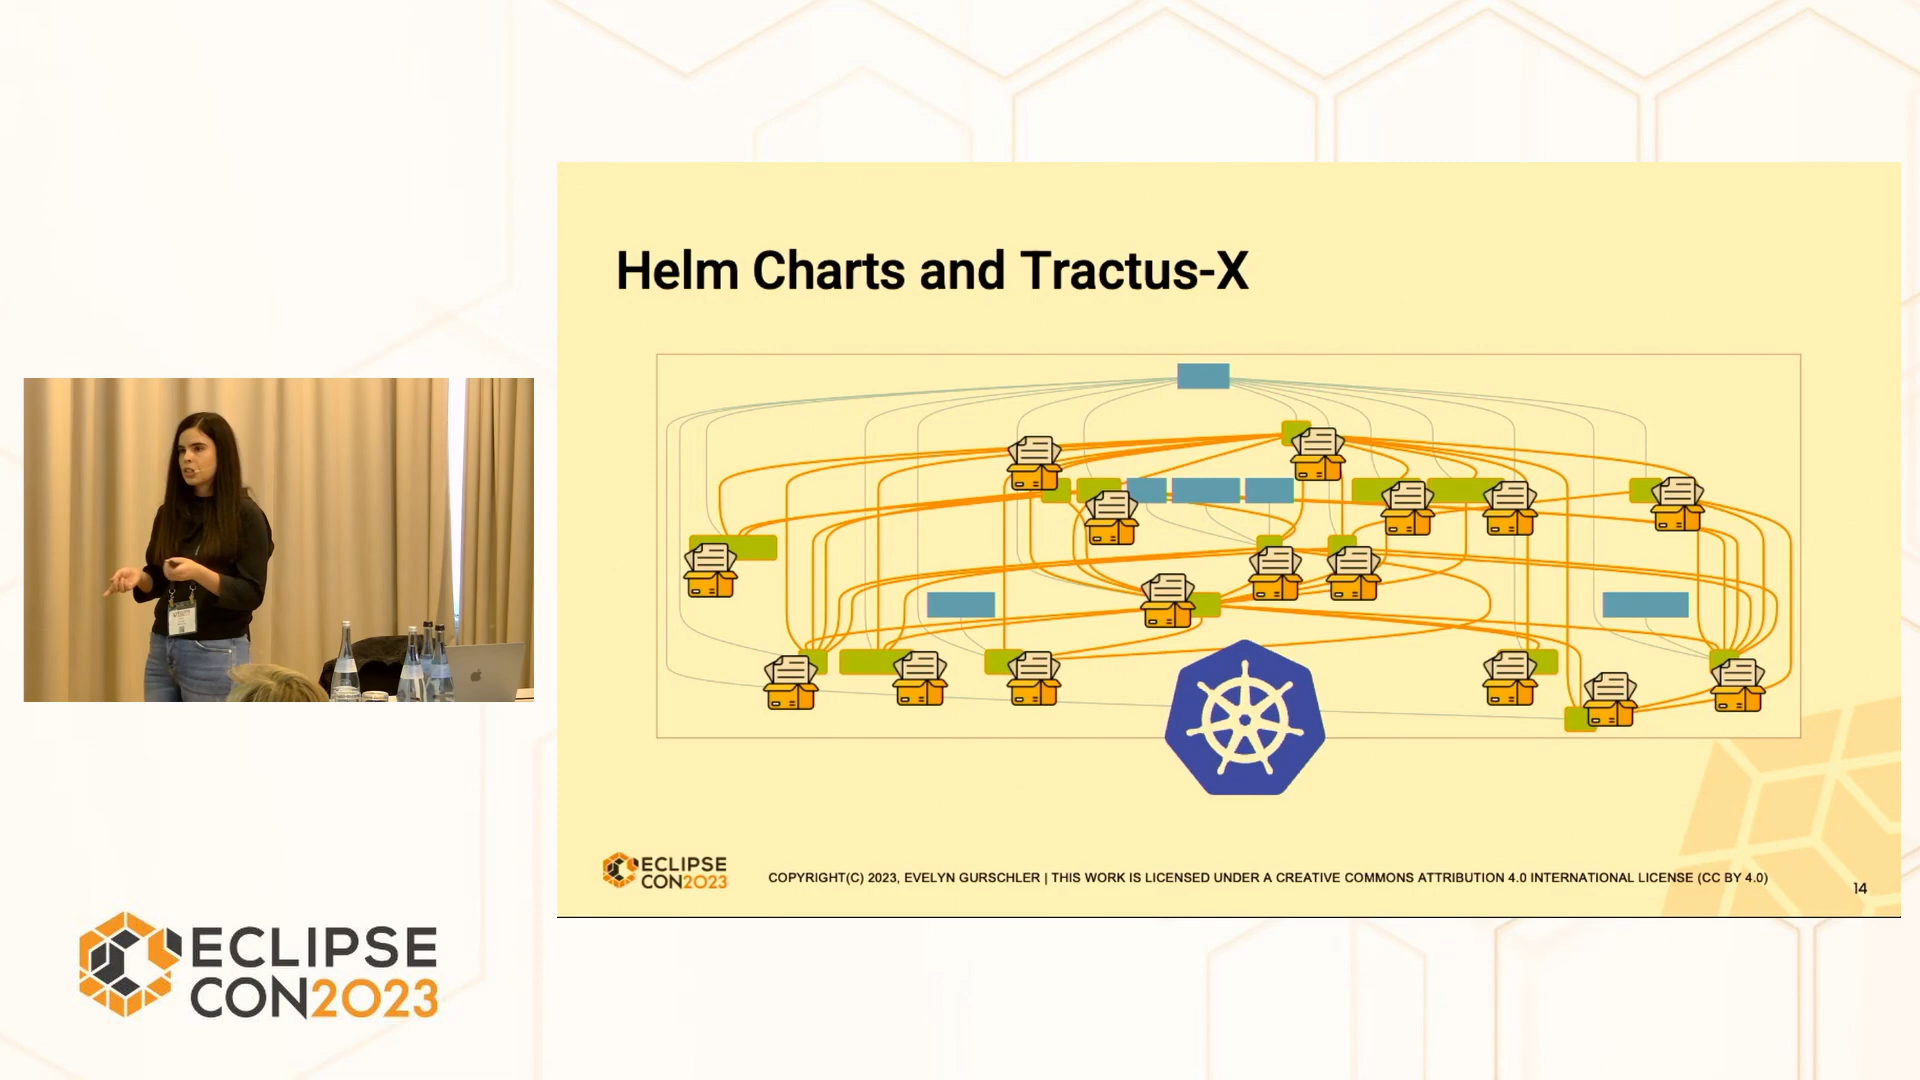 Helm Charts and Tractus-X
ECLIPSE
CON2023
COPYRIGHT(C) 2023, EVELYN GURSCHLER | THIS WORK IS LICENSED UNDER A CREATIVE COMMONS ATTRIBUTION 4.0 INTERNATIONAL LICENSE (CC BY 4.0)
14
ECLIPSE
CON2023